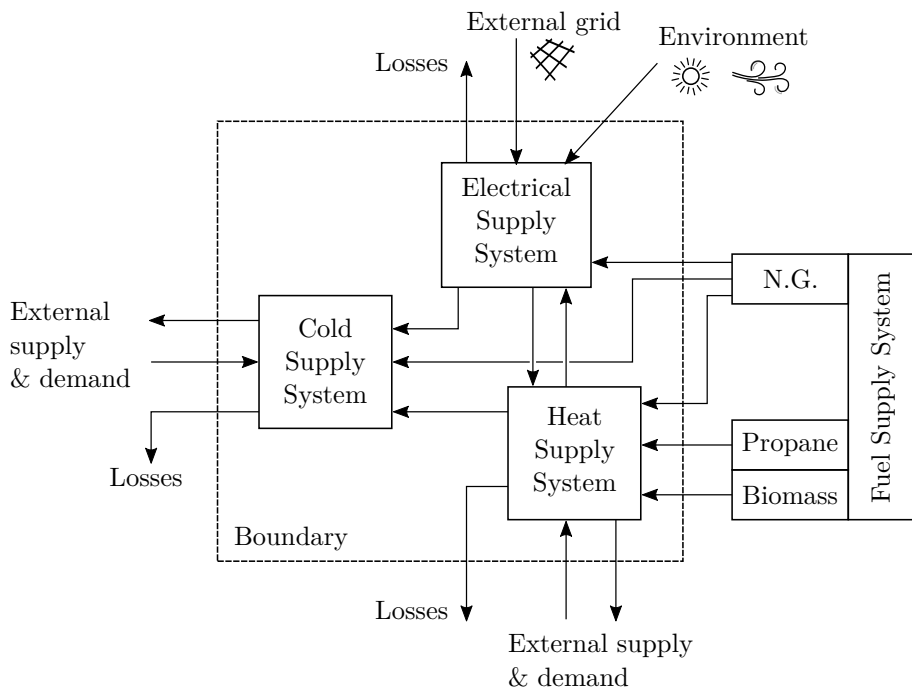 External grid
Environment
Losses
Electrical
Supply
System
N.G.
Fuel Supply System
External
supply
& demand
Cold
Supply
System
Heat
Supply
System
Propane
Biomass
Losses
Boundary
Losses
External supply
& demand